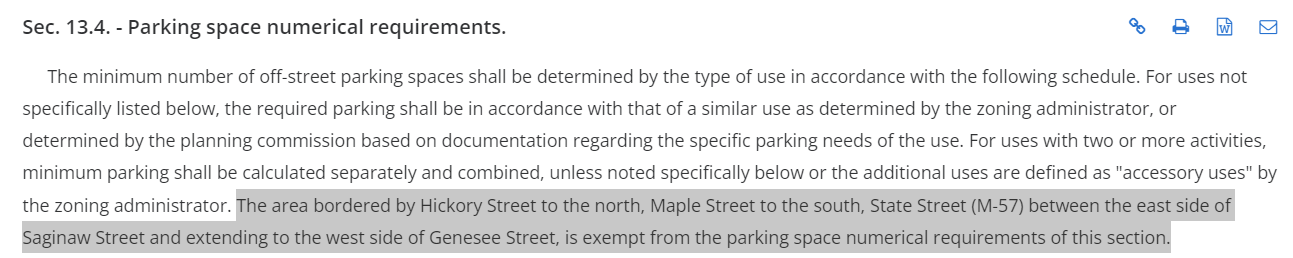 Sec. 13.4. - Parking space numerical requirements.
The minimum number of off-street parking spaces shall be determined by the type of use in accordance with the following schedule. For uses not
specifically listed below, the required parking shall be in accordance with that of a similar use as determined by the zoning administrator, or
determined by the planning commission based on documentation regarding the specific parking needs of the use. For uses with two or more activities,
minimum parking shall be calculated separately and combined, unless noted specifically below or the additional uses are defined as "accessory uses" by
the zoning administrator. The area bordered by Hickory Street to the north, Maple Street to the south, State Street (M-57) between the east side of
Saginaw Street and extending to the west side of Genesee Street, is exempt from the parking space numerical requirements of this section.